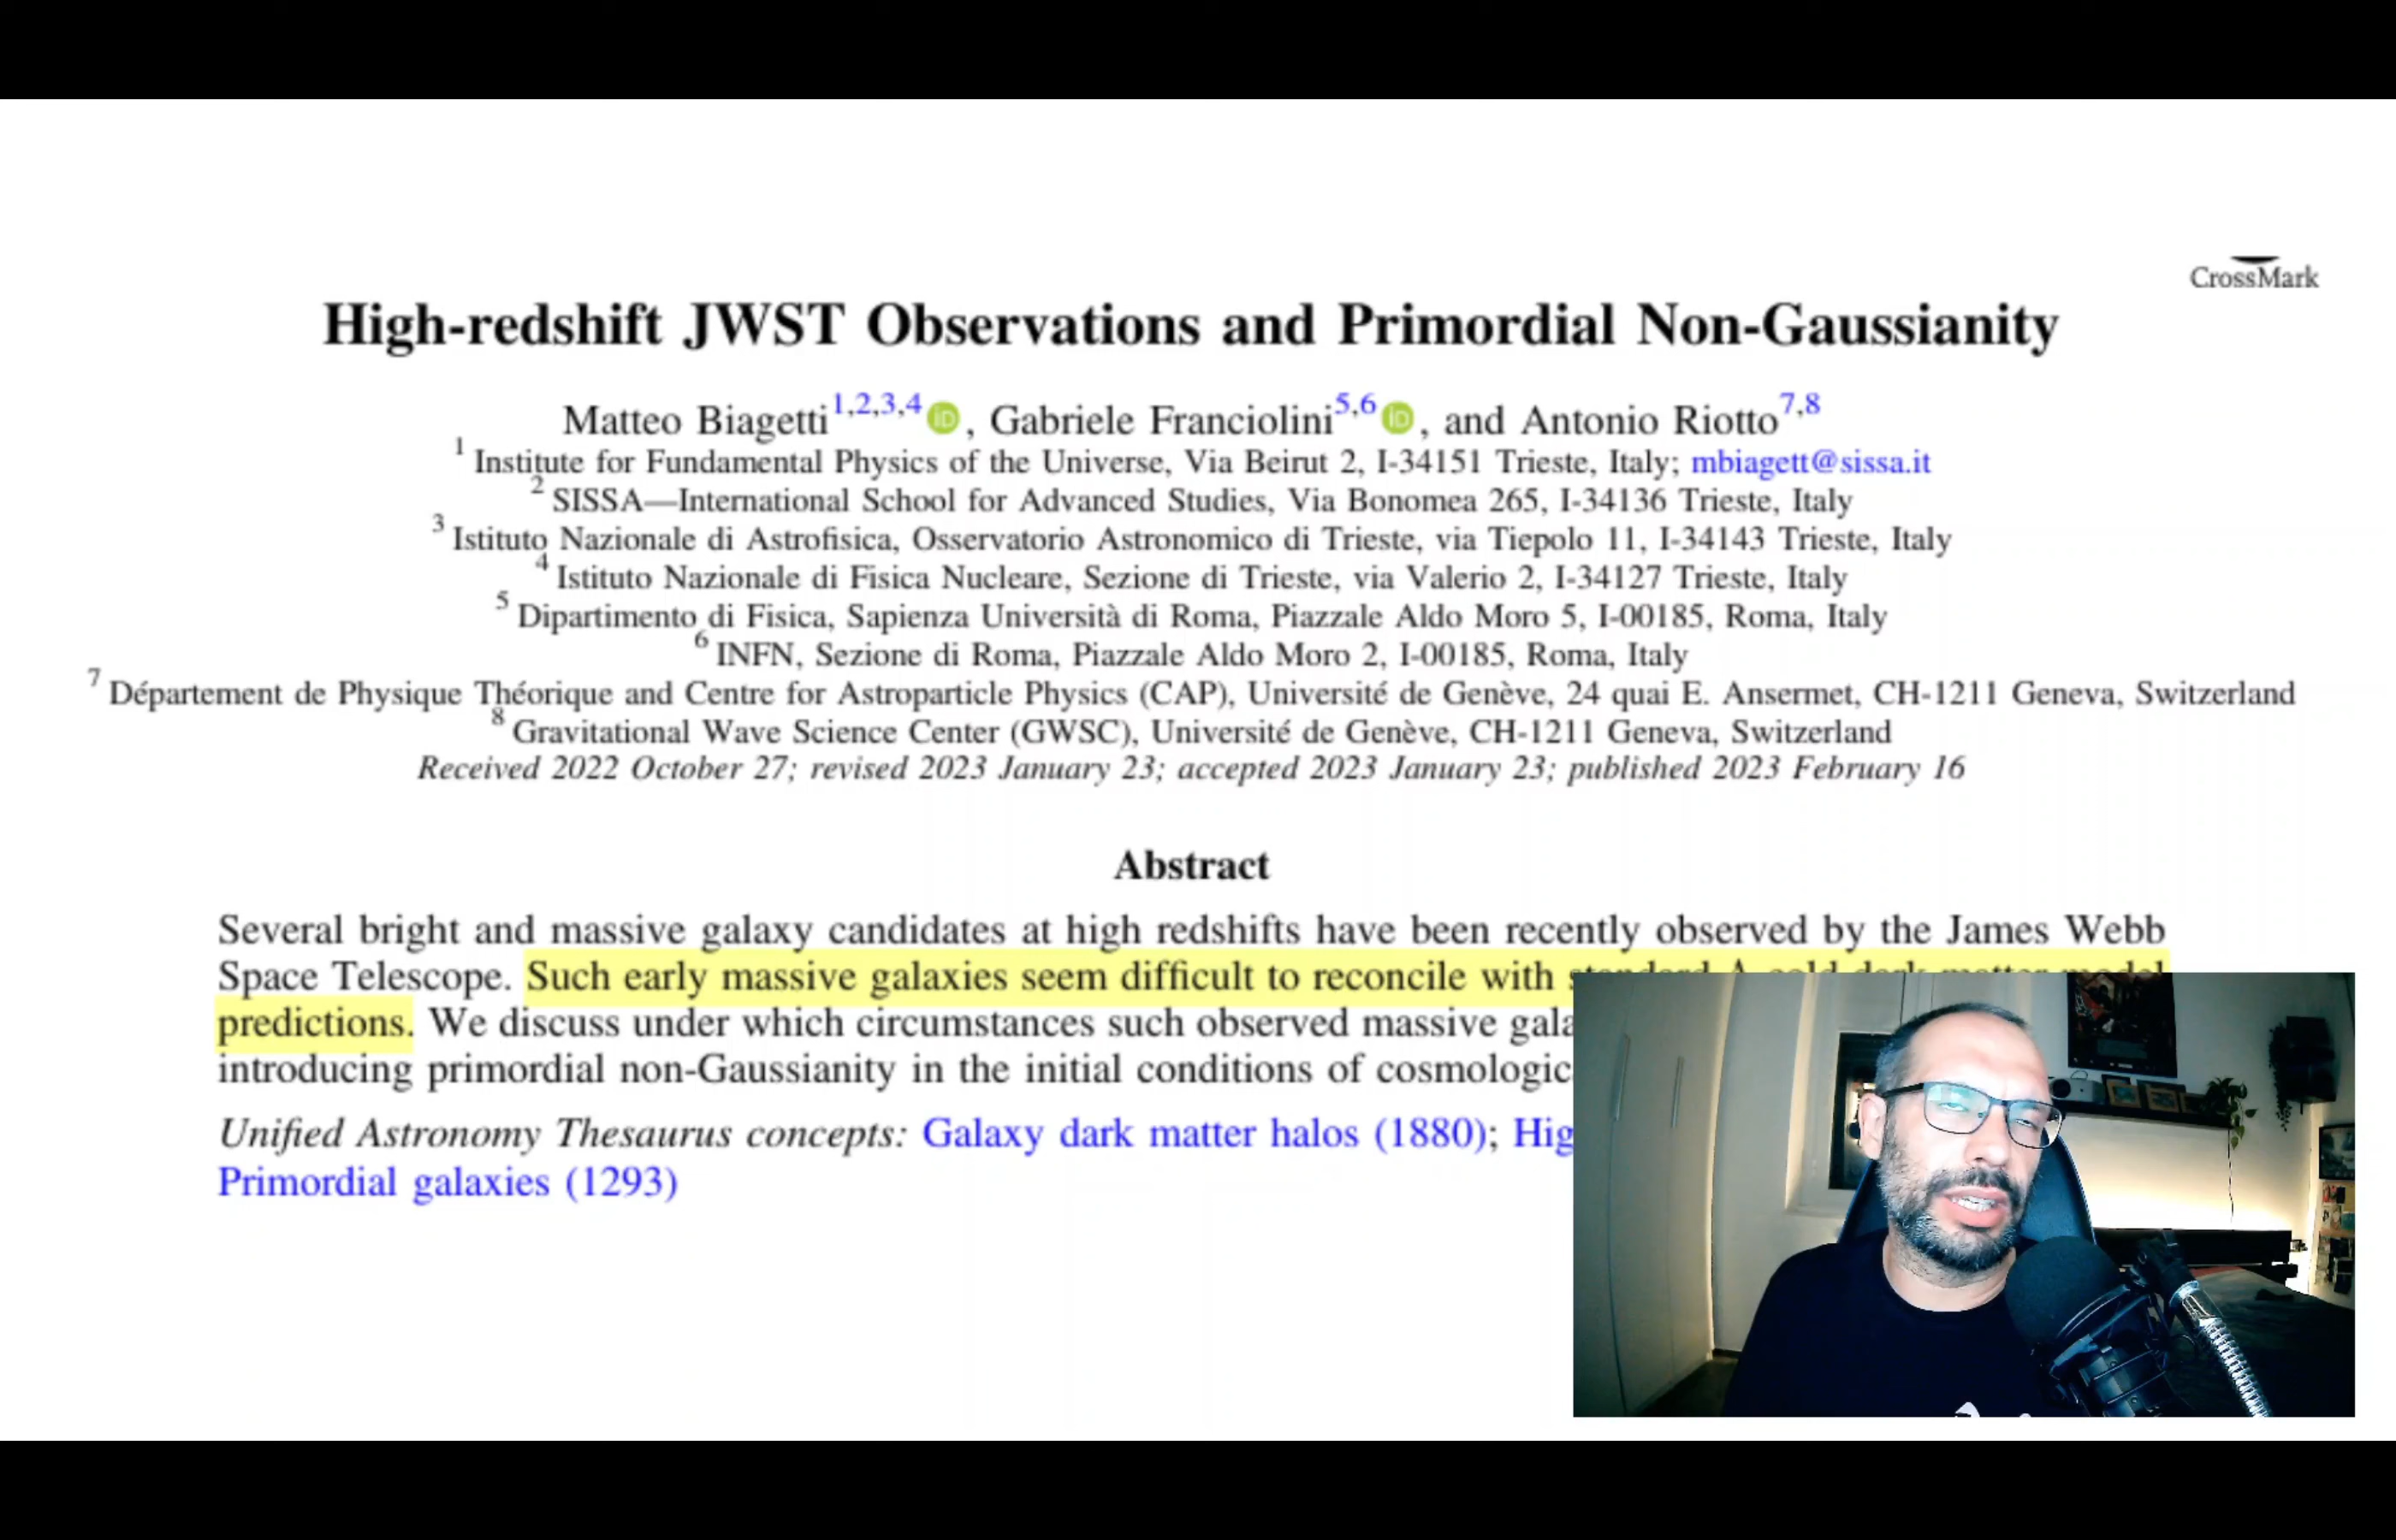 CrossMark
High-redshift JWST Observations and Primordial Non-Gaussianity
Matteo Biagetti1,2,3,4 iD, Gabriele Franciolini5,6 iD, and Antonio Riotto7,8
1 Institute for Fundamental Physics of the Universe, Via Beirut 2, I-34151 Trieste, Italy; mbiagett@sissa.it
2 SISSA—International School for Advanced Studies, Via Bonomea 265, I-34136 Trieste, Italy
3 Istituto Nazionale di Astrofisica, Osservatorio Astronomico di Trieste, via Tiepolo 11, I-34143 Trieste, Italy
4 Istituto Nazionale di Fisica Nucleare, Sezione di Trieste, via Valerio 2, I-34127 Trieste, Italy
5 Dipartimento di Fisica, Sapienza Università di Roma, Piazzale Aldo Moro 5, I-00185, Roma, Italy
6 INFN, Sezione di Roma, Piazzale Aldo Moro 2, I-00185, Roma, Italy
7 Département de Physique Théorique and Centre for Astroparticle Physics (CAP), Université de Genève, 24 quai E. Ansermet, CH-1211 Geneva, Switzerland
8 Gravitational Wave Science Center (GWSC), Université de Genève, CH-1211 Geneva, Switzerland
Received 2022 October 27; revised 2023 January 23; accepted 2023 January 23; published 2023 February 16
Abstract
Several bright and massive galaxy candidates at high redshifts have been recently observed by the James Webb
Space Telescope. Such early massive galaxies seem difficult to reconcile with standard Λ cold dark matter model
predictions. We discuss under which circumstances such observed massive
introducing primordial non-Gaussianity in the initial conditions of
Unified Astronomy Thesaurus concepts: Galaxy dark matter halos (1880);
Primordial galaxies (1293)